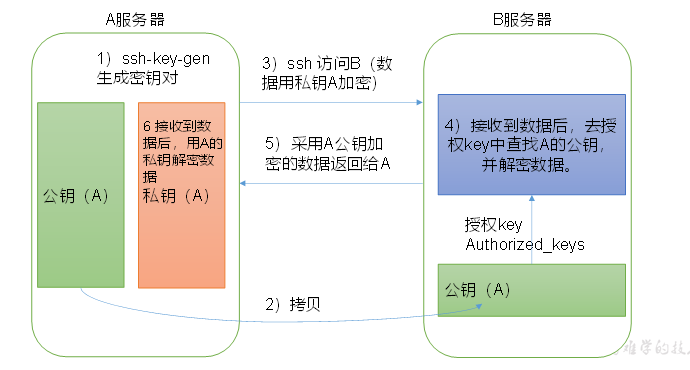 A服务器
B服务器
1）ssh-key-gen
生成密钥对
3）ssh 访问B（数
据用私钥A加密）
6 接收到数
据后，用A的
私钥解密数
据
私钥（A）
公钥（A）
5）采用A公钥加
密的数据返回给A
4）接收到数据后，去授
权key中查找A的公钥，
并解密数据。
授权key
Authorized_keys
公钥（A）
2）拷贝
难学的技